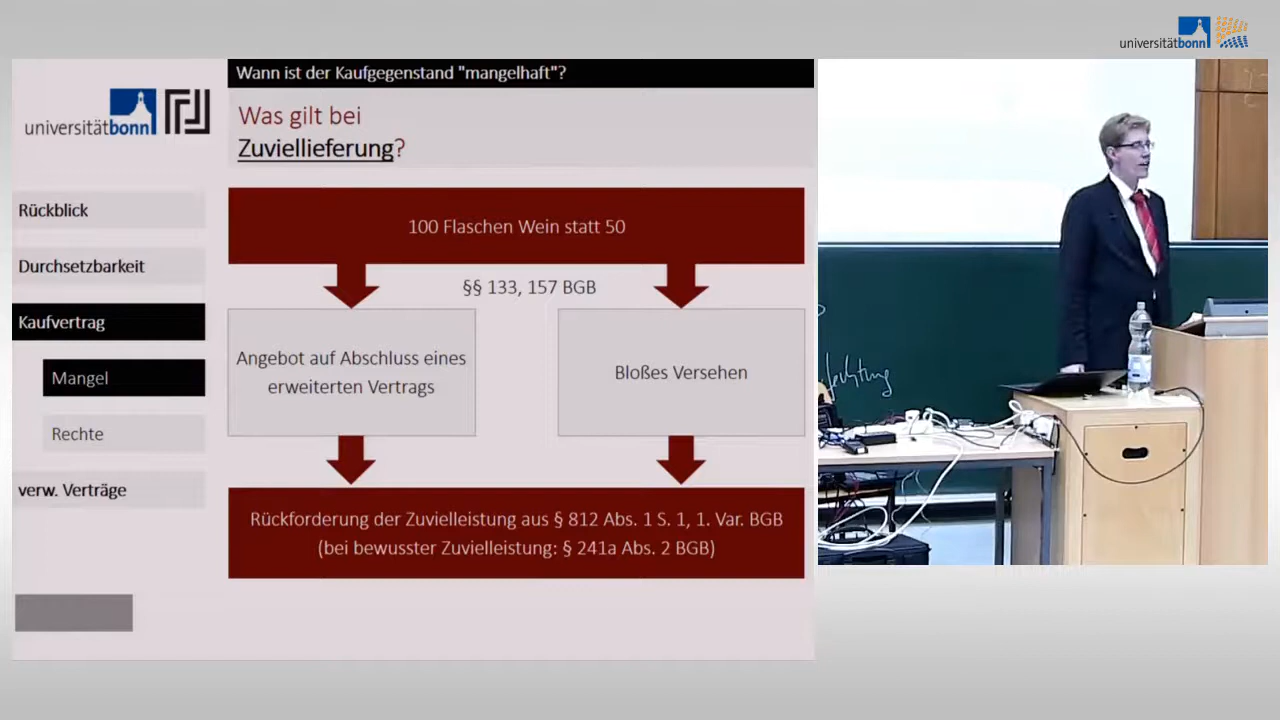 universitätbonn
Wann ist der Kaufgegenstand "mangelhaft"?
universitätbonn
Was gilt bei
Zuviellieferung?
Rückblick
Durchsetzbarkeit
Kaufvertrag
Mangel
Rechte
verw. Verträge
100 Flaschen Wein statt 50
§§ 133, 157 BGB
Angebot auf Abschluss eines
erweiterten Vertrags
Bloßes Versehen
Rückforderung der Zuvielleistung aus § 812 Abs. 1 S. 1, 1. Var. BGB
(bei bewusster Zuvielleistung: § 241a Abs. 2 BGB)